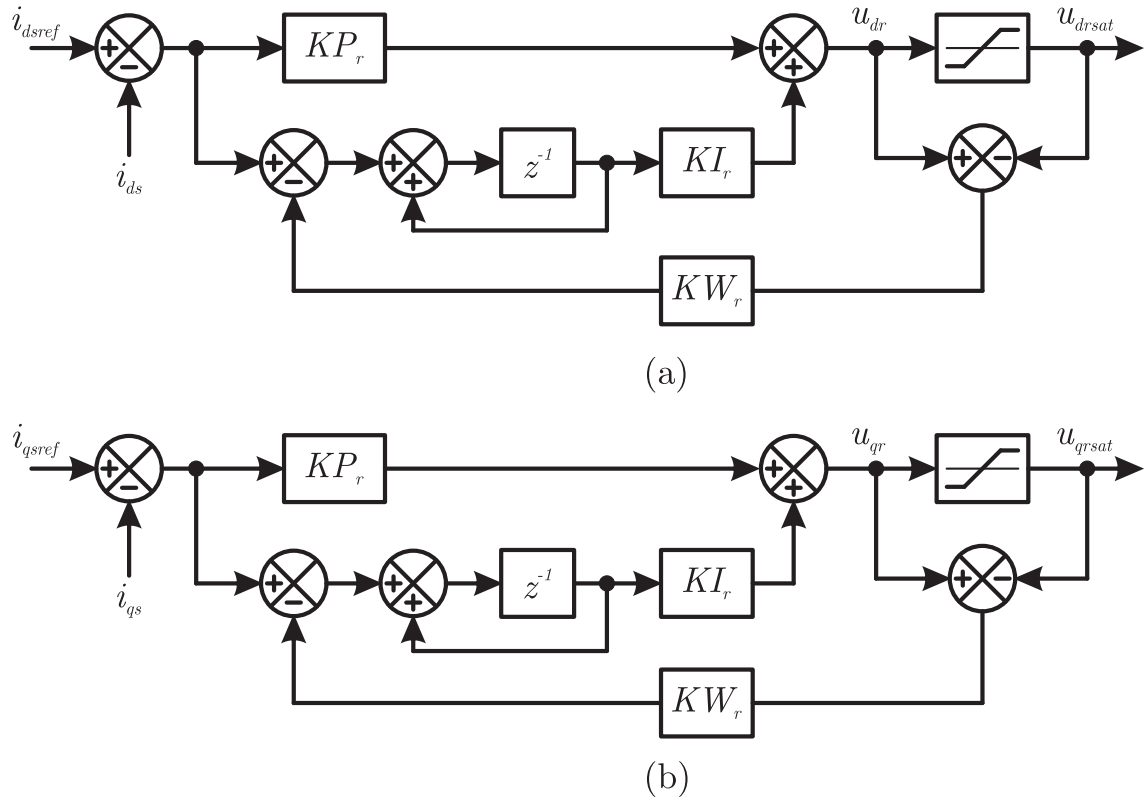 i_dsref
u_dr
u_drsat
KP_r
+
−
+
+
i_ds
+
−
+
+
z^-1
KI_r
+
−
KW_r
(a)
i_qsref
u_qr
u_qrsat
KP_r
+
−
+
+
i_qs
+
−
+
+
z^-1
KI_r
+
−
KW_r
(b)